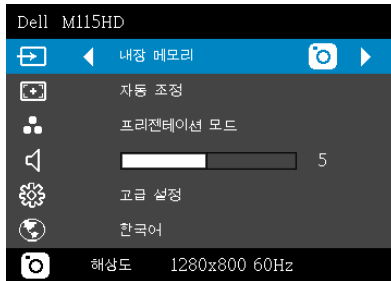 Dell M115HD
내장 메모리
자동 조정
프리젠테이션 모드
5
고급 설정
한국어
해상도 1280x800 60Hz